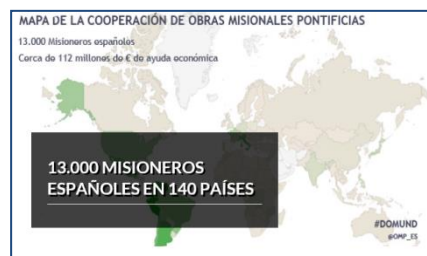 MAPA DE LA COOPERACIÓN DE OBRAS MISIONALES PONTIFICIAS
13.000 Misioneros españoles
Cerca de 112 millones de € de ayuda económica
13.000 MISIONEROS
ESPAÑOLES EN 140 PAÍSES
#DOMUND
@OMP_ES